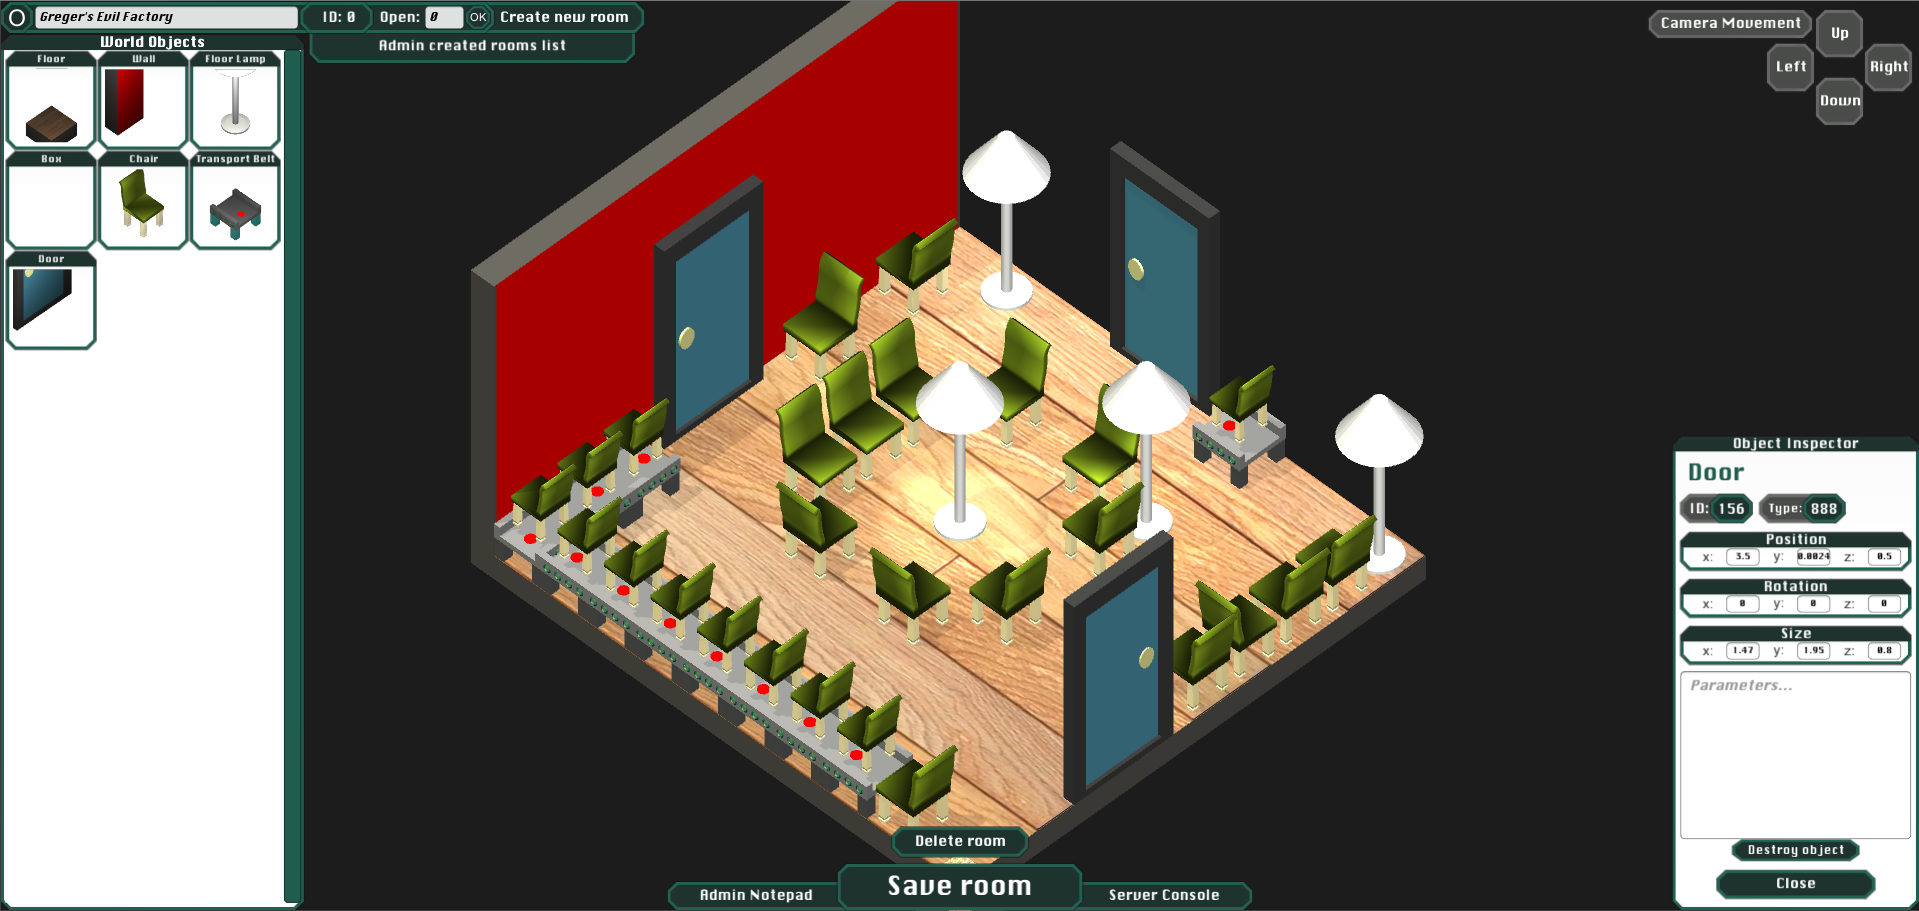 Greger's Evil Factory
ID: 0
Open: 0 OK Create new room
Admin created rooms list
World Objects
Floor Wall Floor Lamp
Box Chair Transport Belt
Door
Camera Movement
Up
Left Right
Down
Object Inspector
Door
ID: 156 Type: 888
Position
x: 3.5 y: 0.0024 z: 0.5
Rotation
x: 0 y: 0 z: 0
Size
x: 1.47 y: 1.95 z: 0.8
Parameters...
Destroy object
Close
Delete room
Admin Notepad Save room Server Console